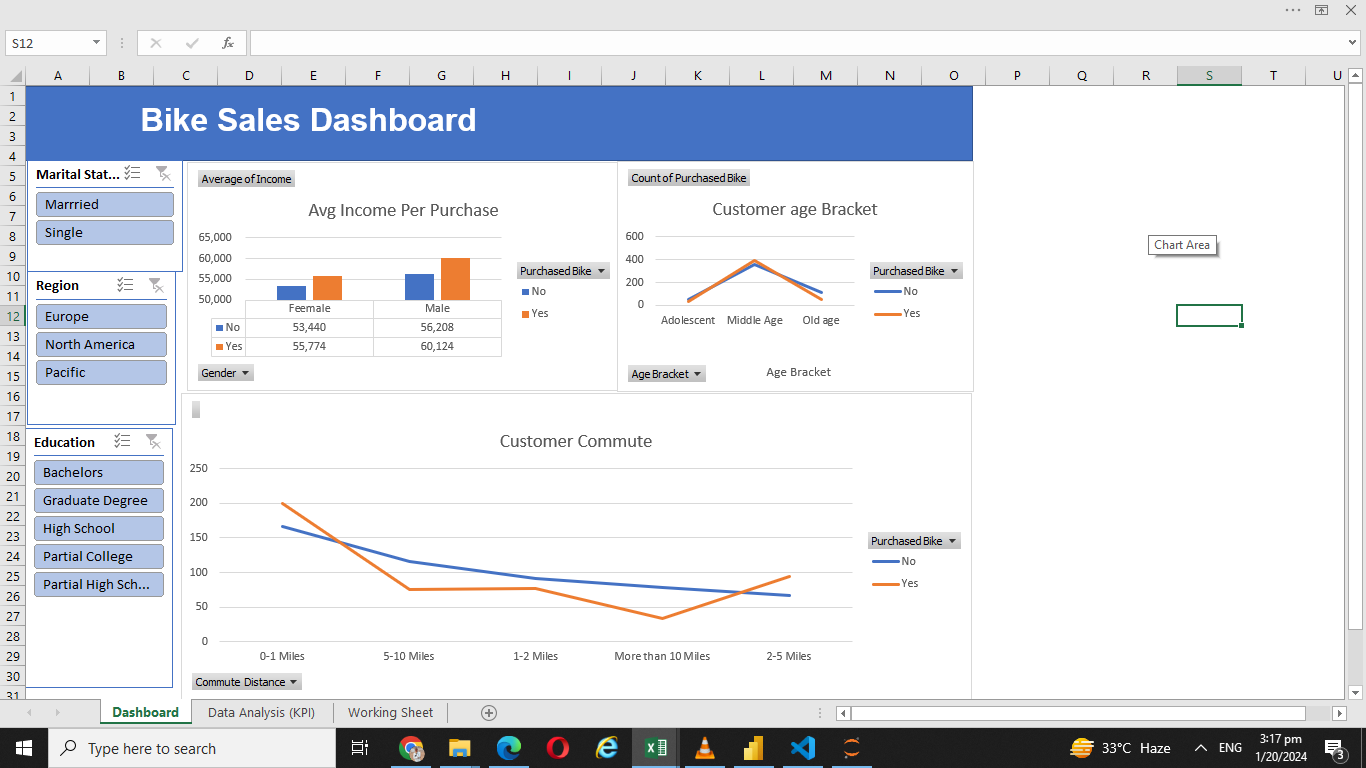 S12
fx
A B C D E F G H I J K L M N O P Q R S T U
1
2
3
4
5
6
7
8
9
10
11
12
13
14
15
16
17
18
19
20
21
22
23
24
25
26
27
28
29
30
31
Bike Sales Dashboard
Marital Stat...
Marrried
Single
Region
Europe
North America
Pacific
Education
Bachelors
Graduate Degree
High School
Partial College
Partial High Sch...
Average of Income
Avg Income Per Purchase
65,000
60,000
55,000
50,000
Feemale Male
No 53,440 56,208
Yes 55,774 60,124
Purchased Bike
No
Yes
Gender
Count of Purchased Bike
Customer age Bracket
600
400
200
0
Adolescent Middle Age Old age
Purchased Bike
No
Yes
Age Bracket
Age Bracket
Chart Area
Customer Commute
250
200
150
100
50
0
0-1 Miles 5-10 Miles 1-2 Miles More than 10 Miles 2-5 Miles
Purchased Bike
No
Yes
Commute Distance
Dashboard Data Analysis (KPI) Working Sheet
Type here to search
33°C Haze
ENG
3:17 pm
1/20/2024
3